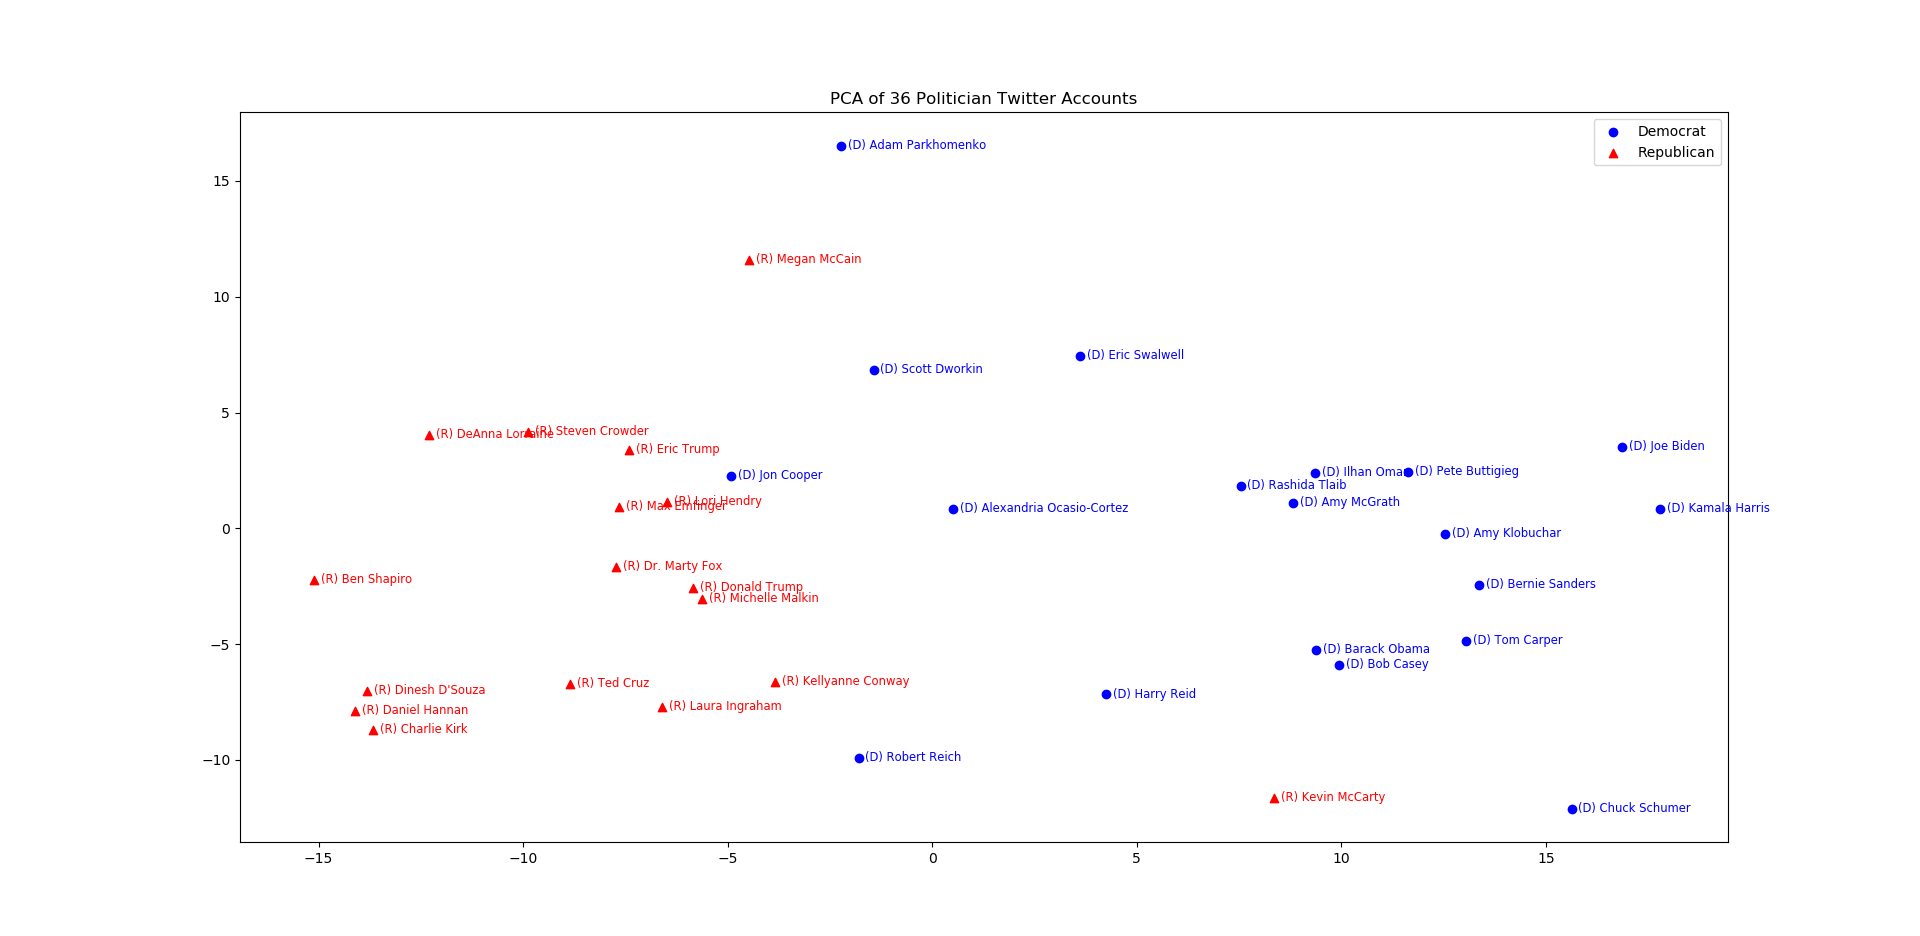 PCA of 36 Politician Twitter Accounts
Democrat
Republican
(D) Adam Parkhomenko
(R) Megan McCain
(D) Eric Swalwell
(D) Scott Dworkin
(R) DeAnna Lorraine
(R) Steven Crowder
(R) Eric Trump
(D) Joe Biden
(D) Jon Cooper
(D) Ilhan Omar
(D) Pete Buttigieg
(D) Rashida Tlaib
(R) Lori Hendry
(R) Max Emfinger
(D) Amy McGrath
(D) Alexandria Ocasio-Cortez
(D) Kamala Harris
(D) Amy Klobuchar
(R) Dr. Marty Fox
(R) Ben Shapiro
(R) Donald Trump
(D) Bernie Sanders
(R) Michelle Malkin
(D) Tom Carper
(D) Barack Obama
(D) Bob Casey
(R) Kellyanne Conway
(R) Ted Cruz
(R) Dinesh D'Souza
(D) Harry Reid
(R) Laura Ingraham
(R) Daniel Hannan
(R) Charlie Kirk
(D) Robert Reich
(R) Kevin McCarty
(D) Chuck Schumer
15
10
5
0
−5
−10
−15 −10 −5 0 5 10 15